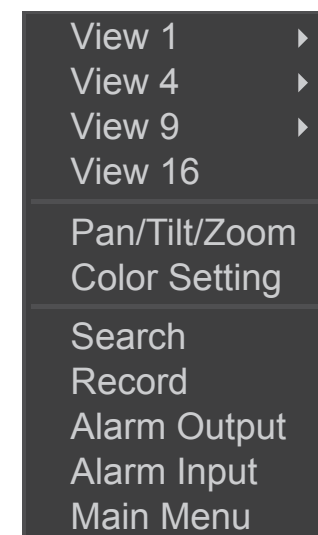 View 1
View 4
View 9
View 16
Pan/Tilt/Zoom
Color Setting
Search
Record
Alarm Output
Alarm Input
Main Menu